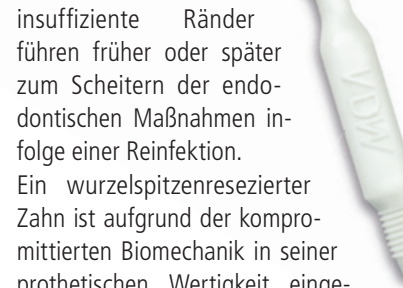 insuffiziente Ränder
führen früher oder später
zum Scheitern der endo-
dontischen Maßnahmen in-
folge einer Reinfektion.
Ein wurzelspitzenresezierter
Zahn ist aufgrund der kompro-
mittierten Biomechanik in seiner
prothetischen Wertigkeit einge-
VDW